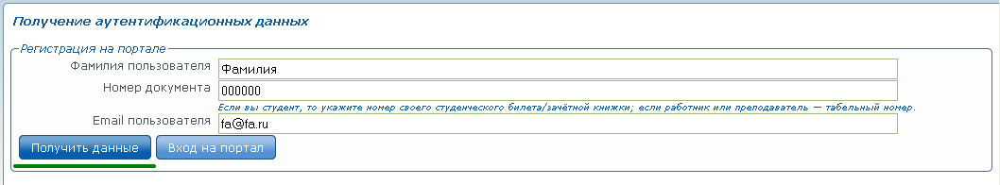 Получение аутентификационных данных
Регистрация на портале
Фамилия пользователя Фамилия
Номер документа 000000
Если вы студент, то укажите номер своего студенческого билета/зачётной книжки; если работник или преподаватель — табельный номер.
Email пользователя fa@fa.ru
Получить данные Вход на портал